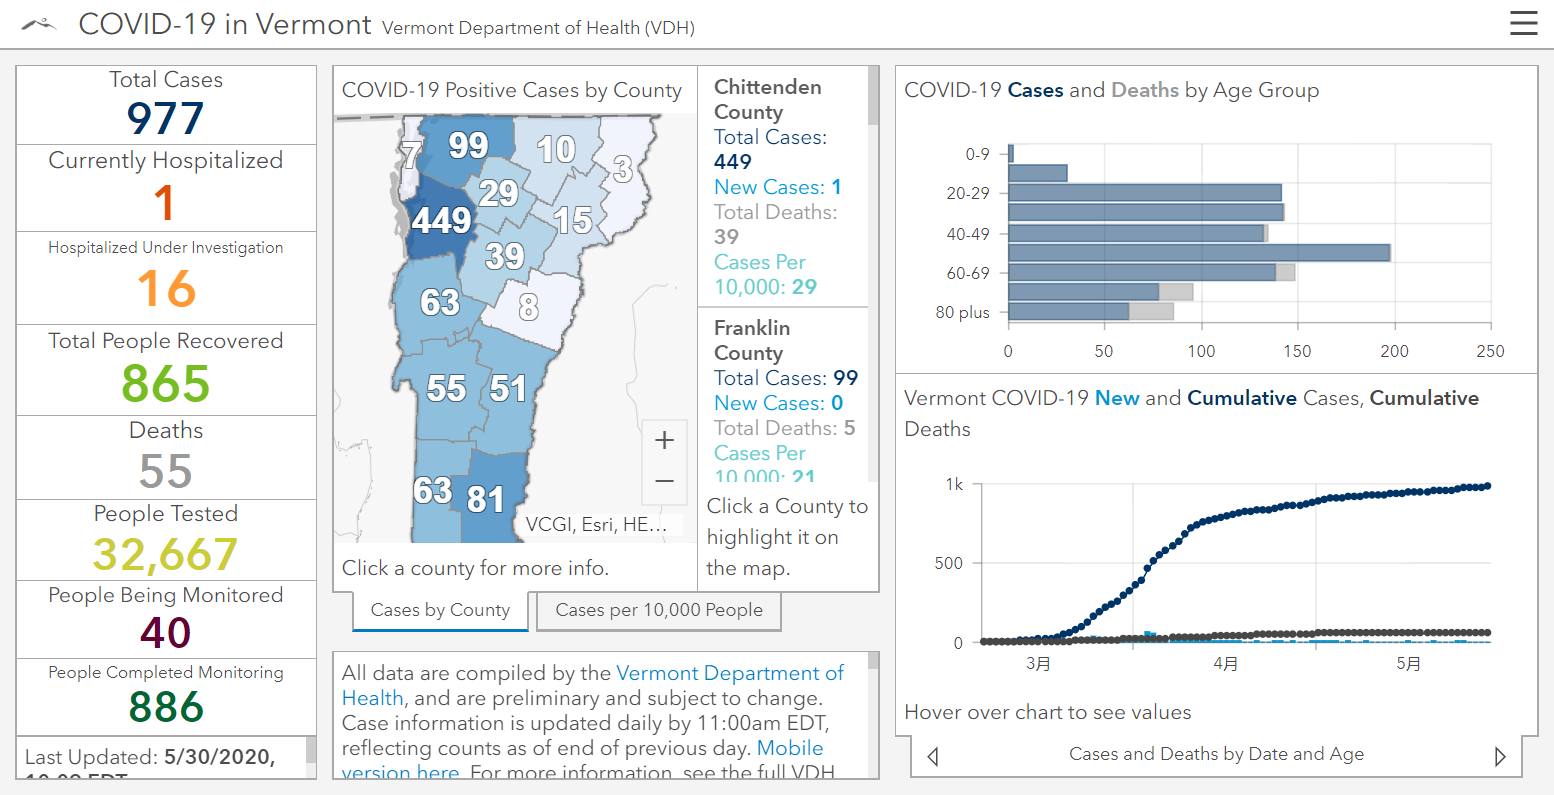 COVID-19 in Vermont Vermont Department of Health (VDH)
Total Cases
977
Currently Hospitalized
1
Hospitalized Under Investigation
16
Total People Recovered
865
Deaths
55
People Tested
32,667
People Being Monitored
40
People Completed Monitoring
886
Last Updated: 5/30/2020,
COVID-19 Positive Cases by County
7
99
10
3
29
449
15
39
63
8
55
51
63
81
+
−
VCGI, Esri, HE...
Click a county for more info.
Chittenden
County
Total Cases:
449
New Cases: 1
Total Deaths:
39
Cases Per
10,000: 29
Franklin
County
Total Cases: 99
New Cases: 0
Total Deaths: 5
Cases Per
10,000: 21
Click a County to
highlight it on
the map.
Cases by County
Cases per 10,000 People
All data are compiled by the Vermont Department of
Health, and are preliminary and subject to change.
Case information is updated daily by 11:00am EDT,
reflecting counts as of end of previous day. Mobile
version here. For more information, see the full VDH
COVID-19 Cases and Deaths by Age Group
0-9
20-29
40-49
60-69
80 plus
0 50 100 150 200 250
Vermont COVID-19 New and Cumulative Cases, Cumulative
Deaths
1k
500
0
3月 4月 5月
Hover over chart to see values
Cases and Deaths by Date and Age